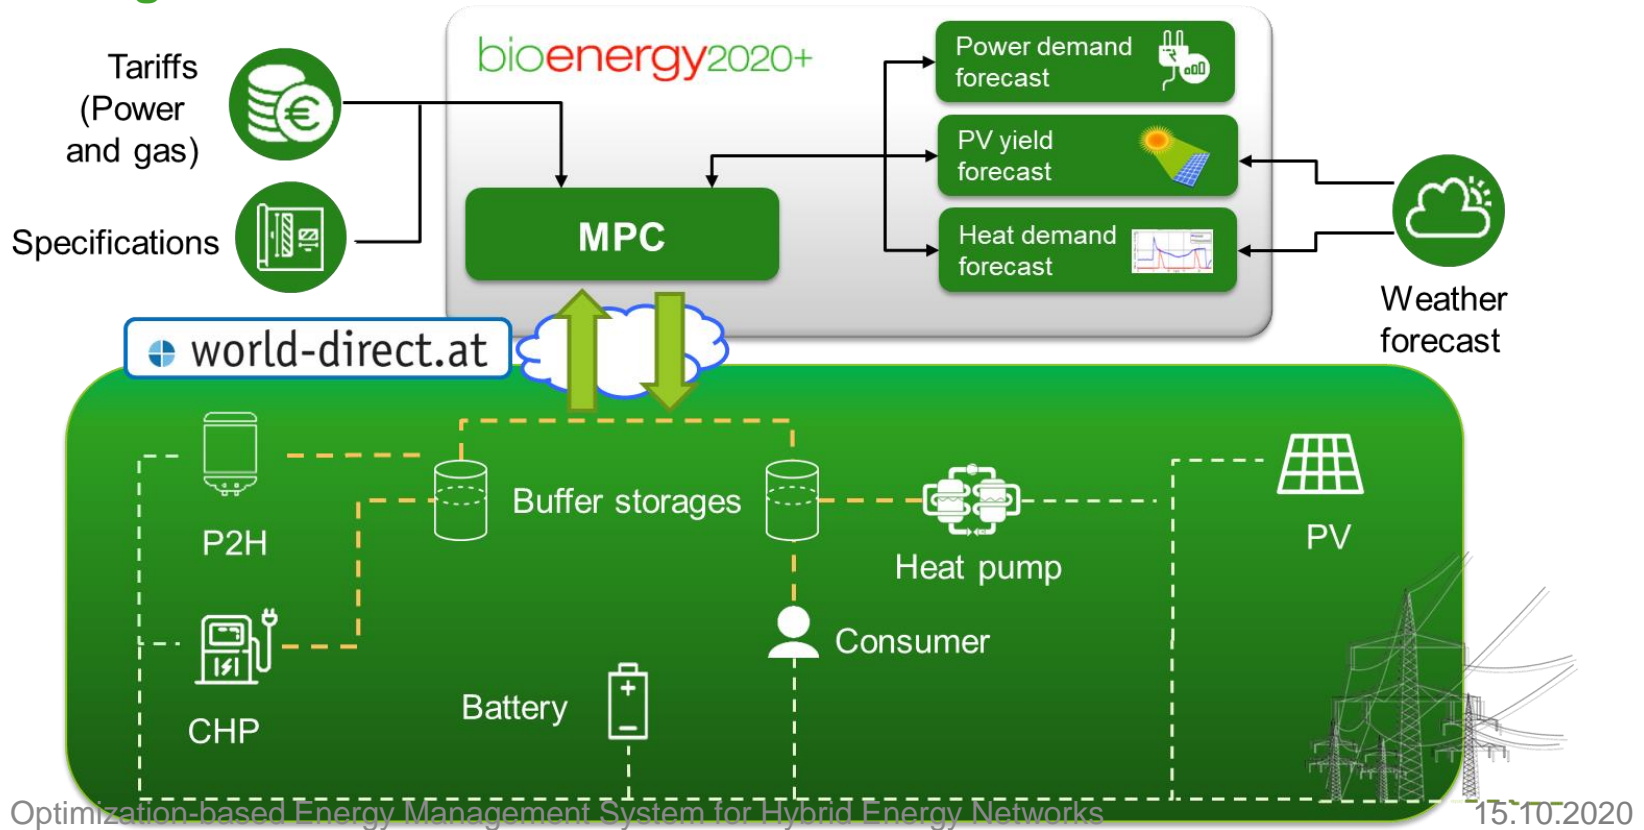 Tariffs
(Power
and gas)
Specifications
bioenergy2020+
Power demand
forecast
PV yield
forecast
Heat demand
forecast
MPC
Weather
forecast
world-direct.at
P2H
Buffer storages
Heat pump
PV
CHP
Consumer
Battery
Optimization-based Energy Management System for Hybrid Energy Networks
15.10.2020